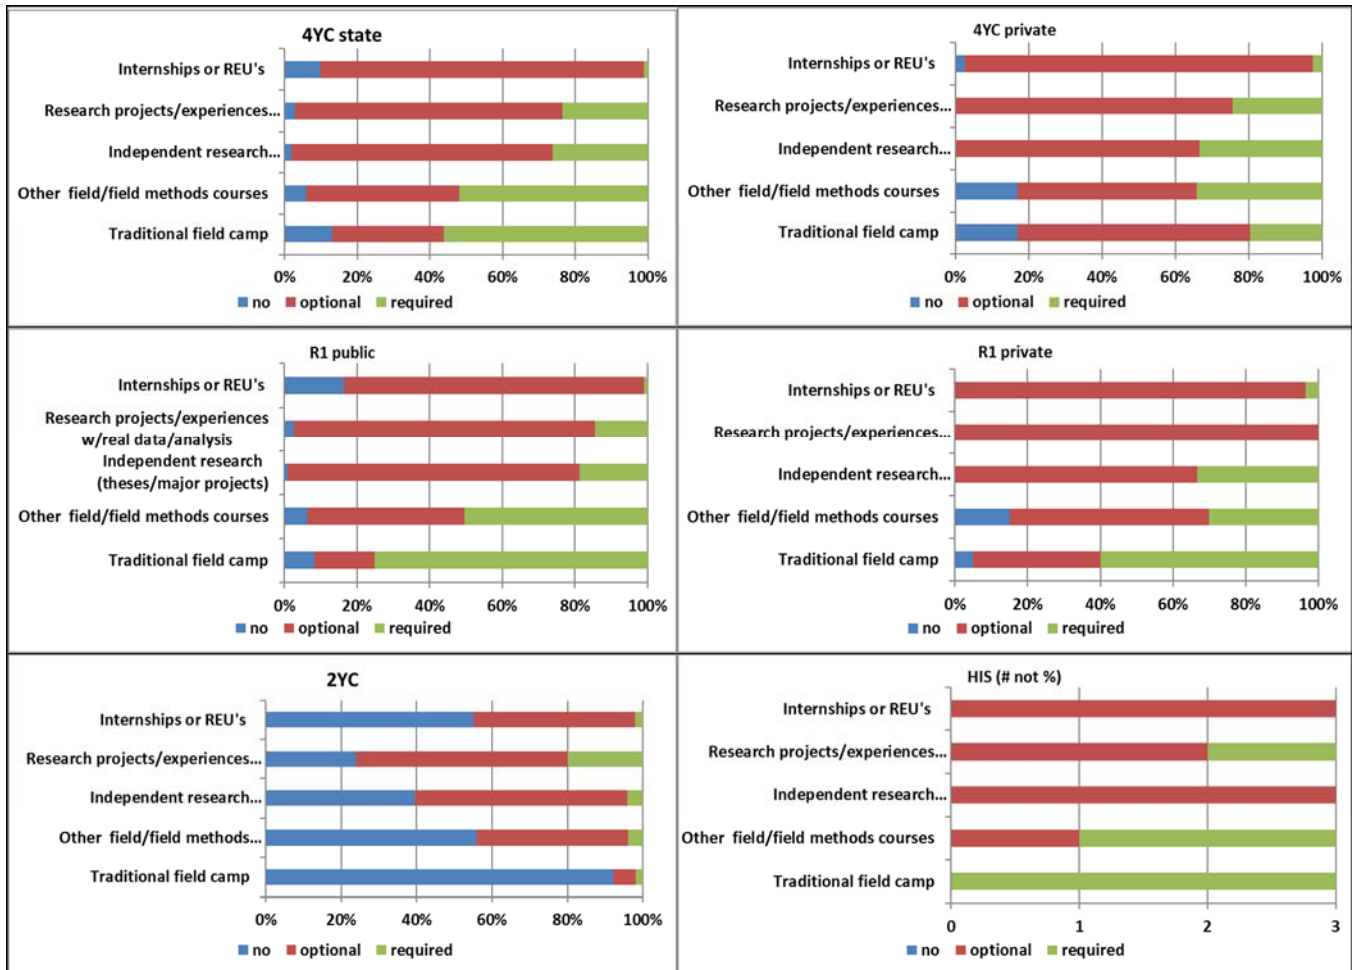 4YC state
Internships or REU's
Research projects/experiences...
Independent research...
Other field/field methods courses
Traditional field camp
0% 20% 40% 60% 80% 100%
no optional required
4YC private
Internships or REU's
Research projects/experiences...
Independent research...
Other field/field methods courses
Traditional field camp
0% 20% 40% 60% 80% 100%
no optional required
R1 public
Internships or REU's
Research projects/experiences
w/real data/analysis
Independent research
(theses/major projects)
Other field/field methods courses
Traditional field camp
0% 20% 40% 60% 80% 100%
no optional required
R1 private
Internships or REU's
Research projects/experiences...
Independent research...
Other field/field methods courses
Traditional field camp
0% 20% 40% 60% 80% 100%
no optional required
2YC
Internships or REU's
Research projects/experiences...
Independent research...
Other field/field methods...
Traditional field camp
0% 20% 40% 60% 80% 100%
no optional required
HIS (# not %)
Internships or REU's
Research projects/experiences...
Independent research...
Other field/field methods courses
Traditional field camp
0 1 2 3
no optional required